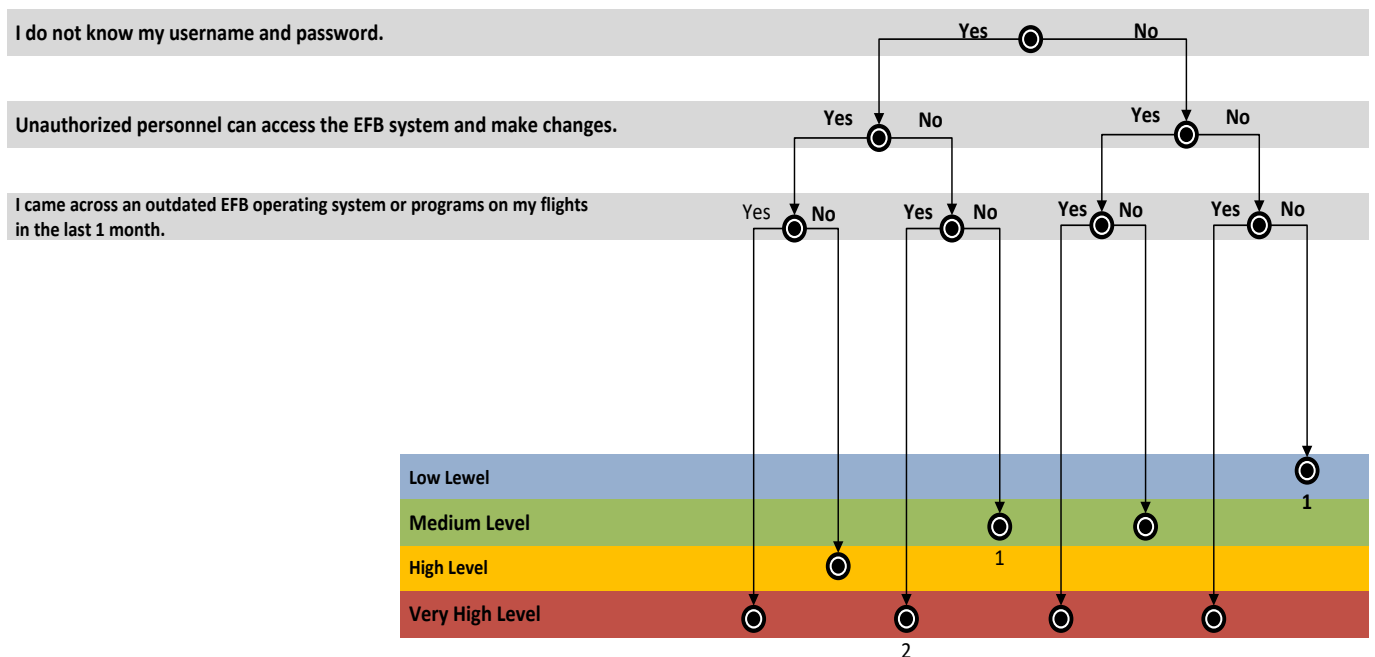 I do not know my username and password.
Yes No
Unauthorized personnel can access the EFB system and make changes.
Yes No Yes No
I came across an outdated EFB operating system or programs on my flights
in the last 1 month.
Yes No Yes No Yes No Yes No
Low Lewel
1
Medium Level
1
High Level
Very High Level
2